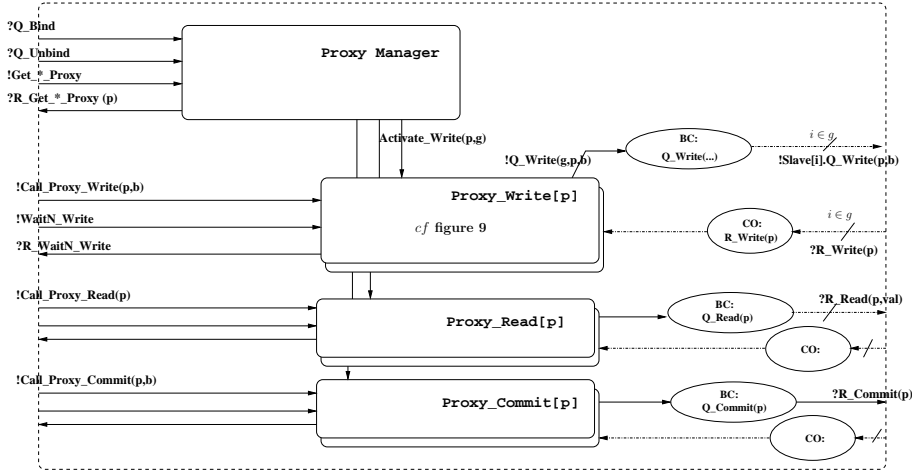 ?Q_Bind
?Q_Unbind
!Get_*_Proxy
?R_Get_*_Proxy (p)
Proxy Manager
Activate_Write(p,g)
!Q_Write(g,p,b)
BC:
Q_Write(...)
i ∈ g
!Slave[i].Q_Write(p,b)
!Call_Proxy_Write(p,b)
!WaitN_Write
?R_WaitN_Write
Proxy_Write[p]
cf figure 9
CO:
R_Write(p)
i ∈ g
?R_Write(p)
!Call_Proxy_Read(p)
Proxy_Read[p]
BC:
Q_Read(p)
?R_Read(p,val)
CO:
!Call_Proxy_Commit(p,b)
Proxy_Commit[p]
BC:
Q_Commit(p)
?R_Commit(p)
CO: